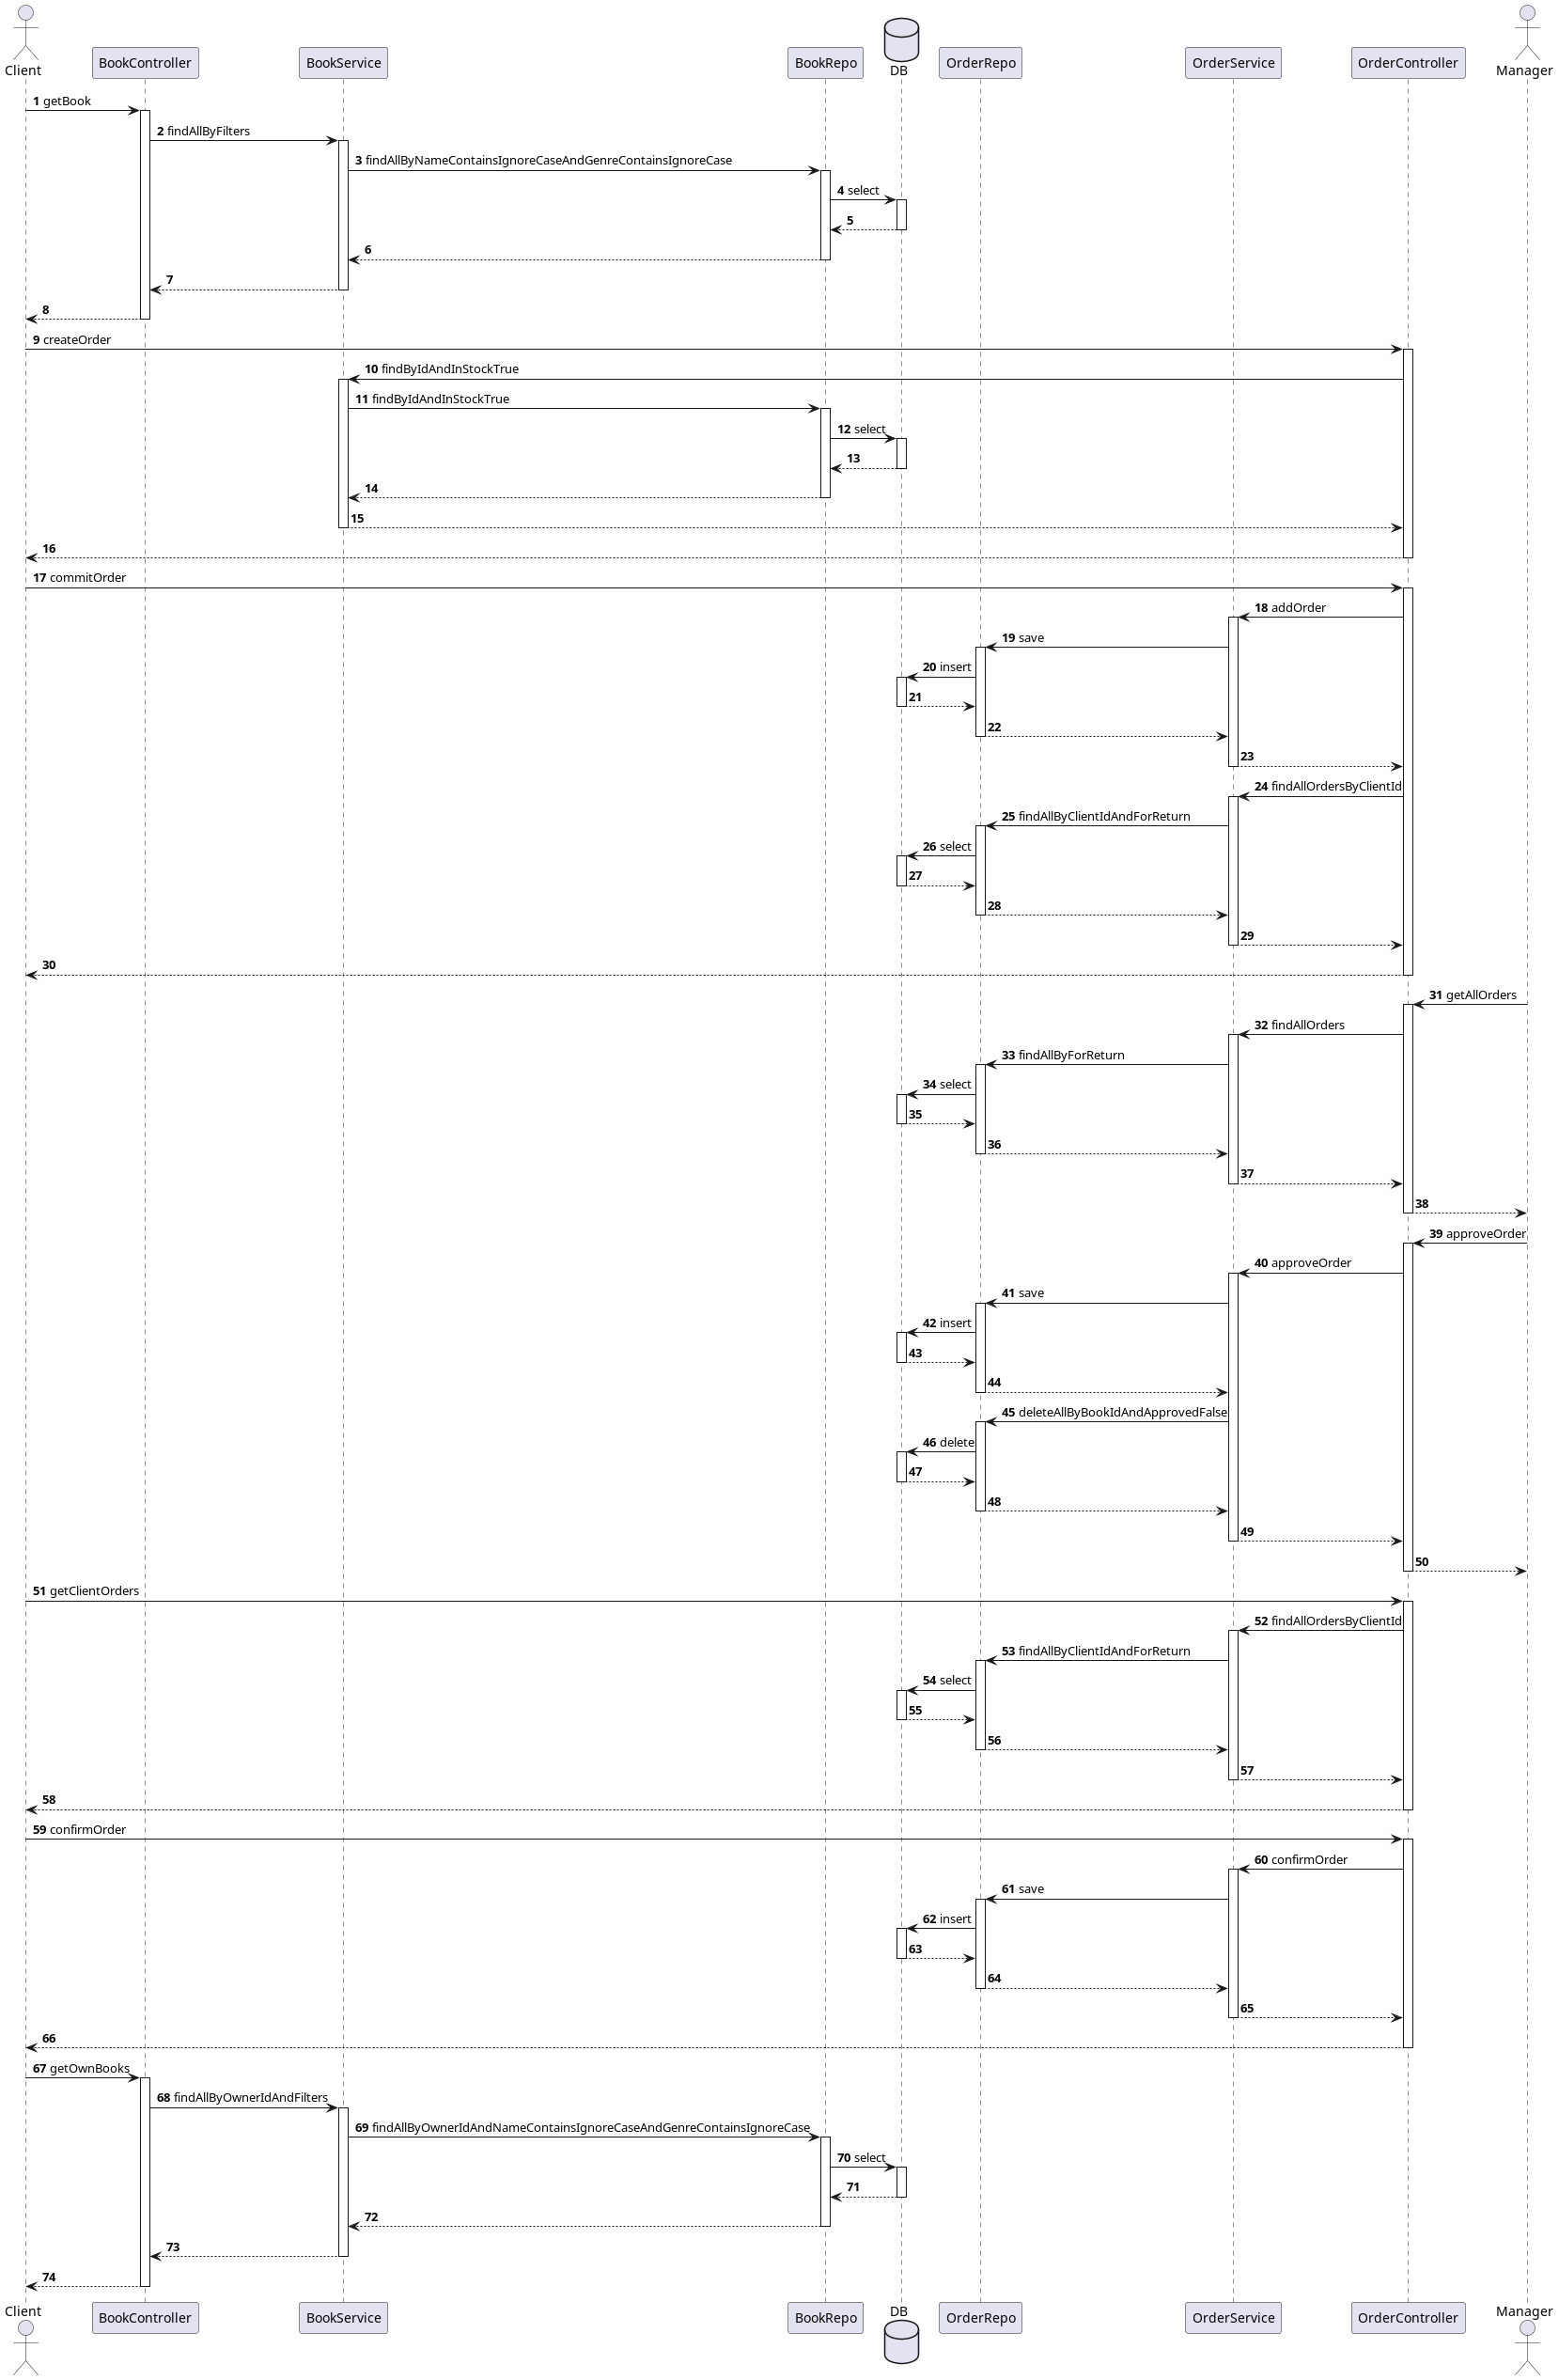 Client
BookController
BookService
BookRepo
DB
OrderRepo
OrderService
OrderController
Manager
1 getBook
2 findAllByFilters
3 findAllByNameContainsIgnoreCaseAndGenreContainsIgnoreCase
4 select
5
6
7
8
9 createOrder
10 findByIdAndInStockTrue
11 findByIdAndInStockTrue
12 select
13
14
15
16
17 commitOrder
18 addOrder
19 save
20 insert
21
22
23
24 findAllOrdersByClientId
25 findAllByClientIdAndForReturn
26 select
27
28
29
30
31 getAllOrders
32 findAllOrders
33 findAllByForReturn
34 select
35
36
37
38
39 approveOrder
40 approveOrder
41 save
42 insert
43
44
45 deleteAllByBookIdAndApprovedFalse
46 delete
47
48
49
50
51 getClientOrders
52 findAllOrdersByClientId
53 findAllByClientIdAndForReturn
54 select
55
56
57
58
59 confirmOrder
60 confirmOrder
61 save
62 insert
63
64
65
66
67 getOwnBooks
68 findAllByOwnerIdAndFilters
69 findAllByOwnerIdAndNameContainsIgnoreCaseAndGenreContainsIgnoreCase
70 select
71
72
73
74
Client
BookController
BookService
BookRepo
DB
OrderRepo
OrderService
OrderController
Manager